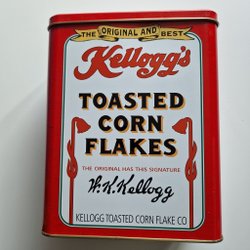 THE ORIGINAL AND BEST
Kellogg's
TOASTED
CORN
FLAKES
THE ORIGINAL HAS THIS SIGNATURE
W.K.Kellogg
KELLOGG TOASTED CORN FLAKE CO